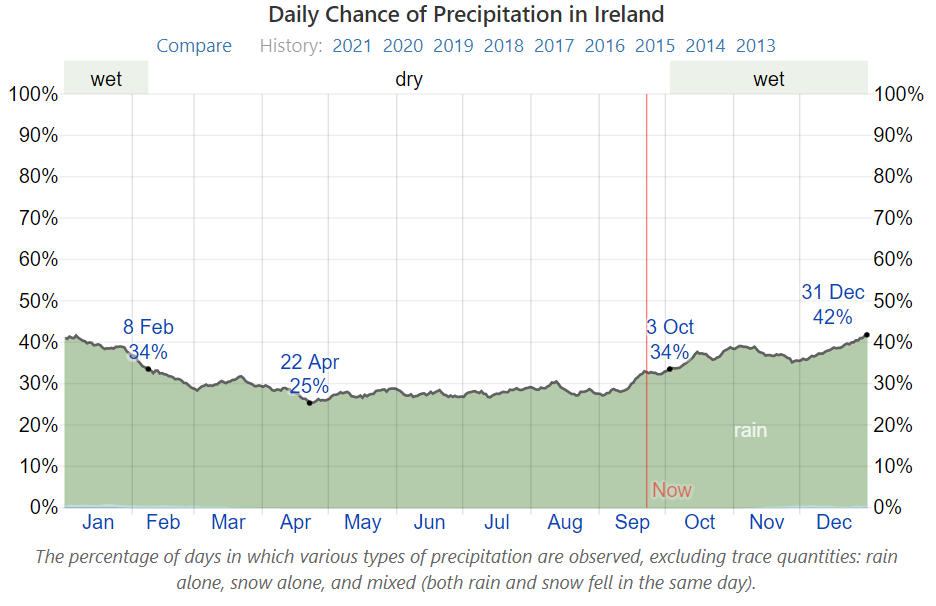 Daily Chance of Precipitation in Ireland
Compare History: 2021 2020 2019 2018 2017 2016 2015 2014 2013
wet dry wet
100% 100%
90% 90%
80% 80%
70% 70%
60% 60%
50% 50%
40% 40%
30% 30%
20% 20%
10% 10%
0% 0%
8 Feb
34%
22 Apr
25%
3 Oct
34%
31 Dec
42%
rain
Now
Jan Feb Mar Apr May Jun Jul Aug Sep Oct Nov Dec
The percentage of days in which various types of precipitation are observed, excluding trace quantities: rain
alone, snow alone, and mixed (both rain and snow fell in the same day).